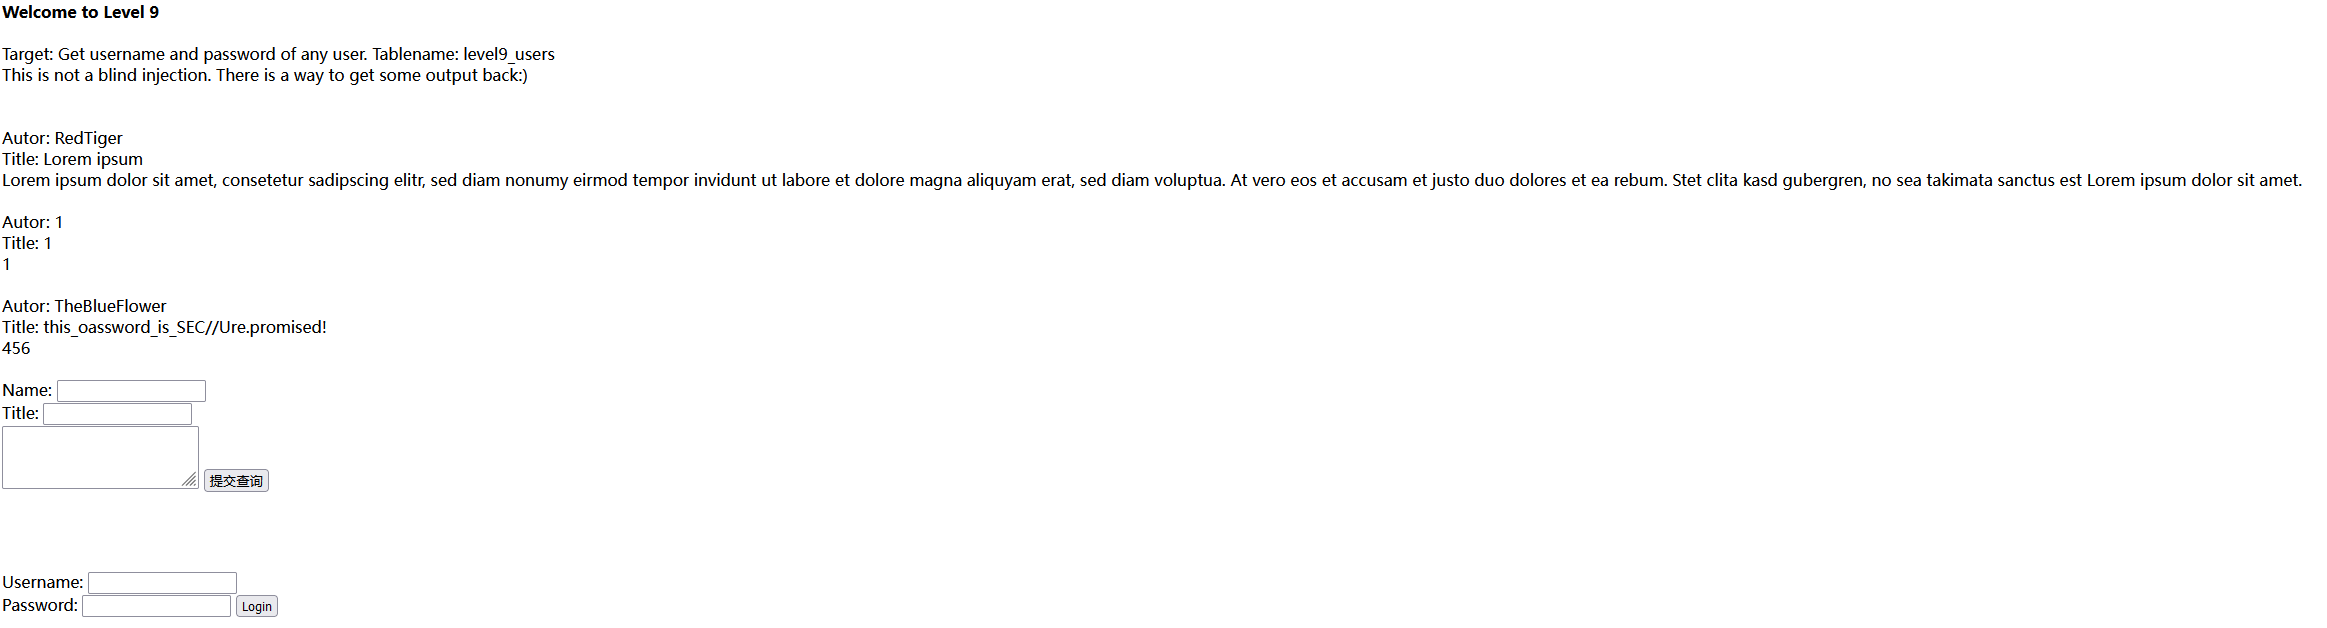 Welcome to Level 9
Target: Get username and password of any user. Tablename: level9_users
This is not a blind injection. There is a way to get some output back:)
Autor: RedTiger
Title: Lorem ipsum
Lorem ipsum dolor sit amet, consetetur sadipscing elitr, sed diam nonumy eirmod tempor invidunt ut labore et dolore magna aliquyam erat, sed diam voluptua. At vero eos et accusam et justo duo dolores et ea rebum. Stet clita kasd gubergren, no sea takimata sanctus est Lorem ipsum dolor sit amet.
Autor: 1
Title: 1
1
Autor: TheBlueFlower
Title: this_oassword_is_SEC//Ure.promised!
456
Name:
Title:
提交查询
Username:
Password: Login